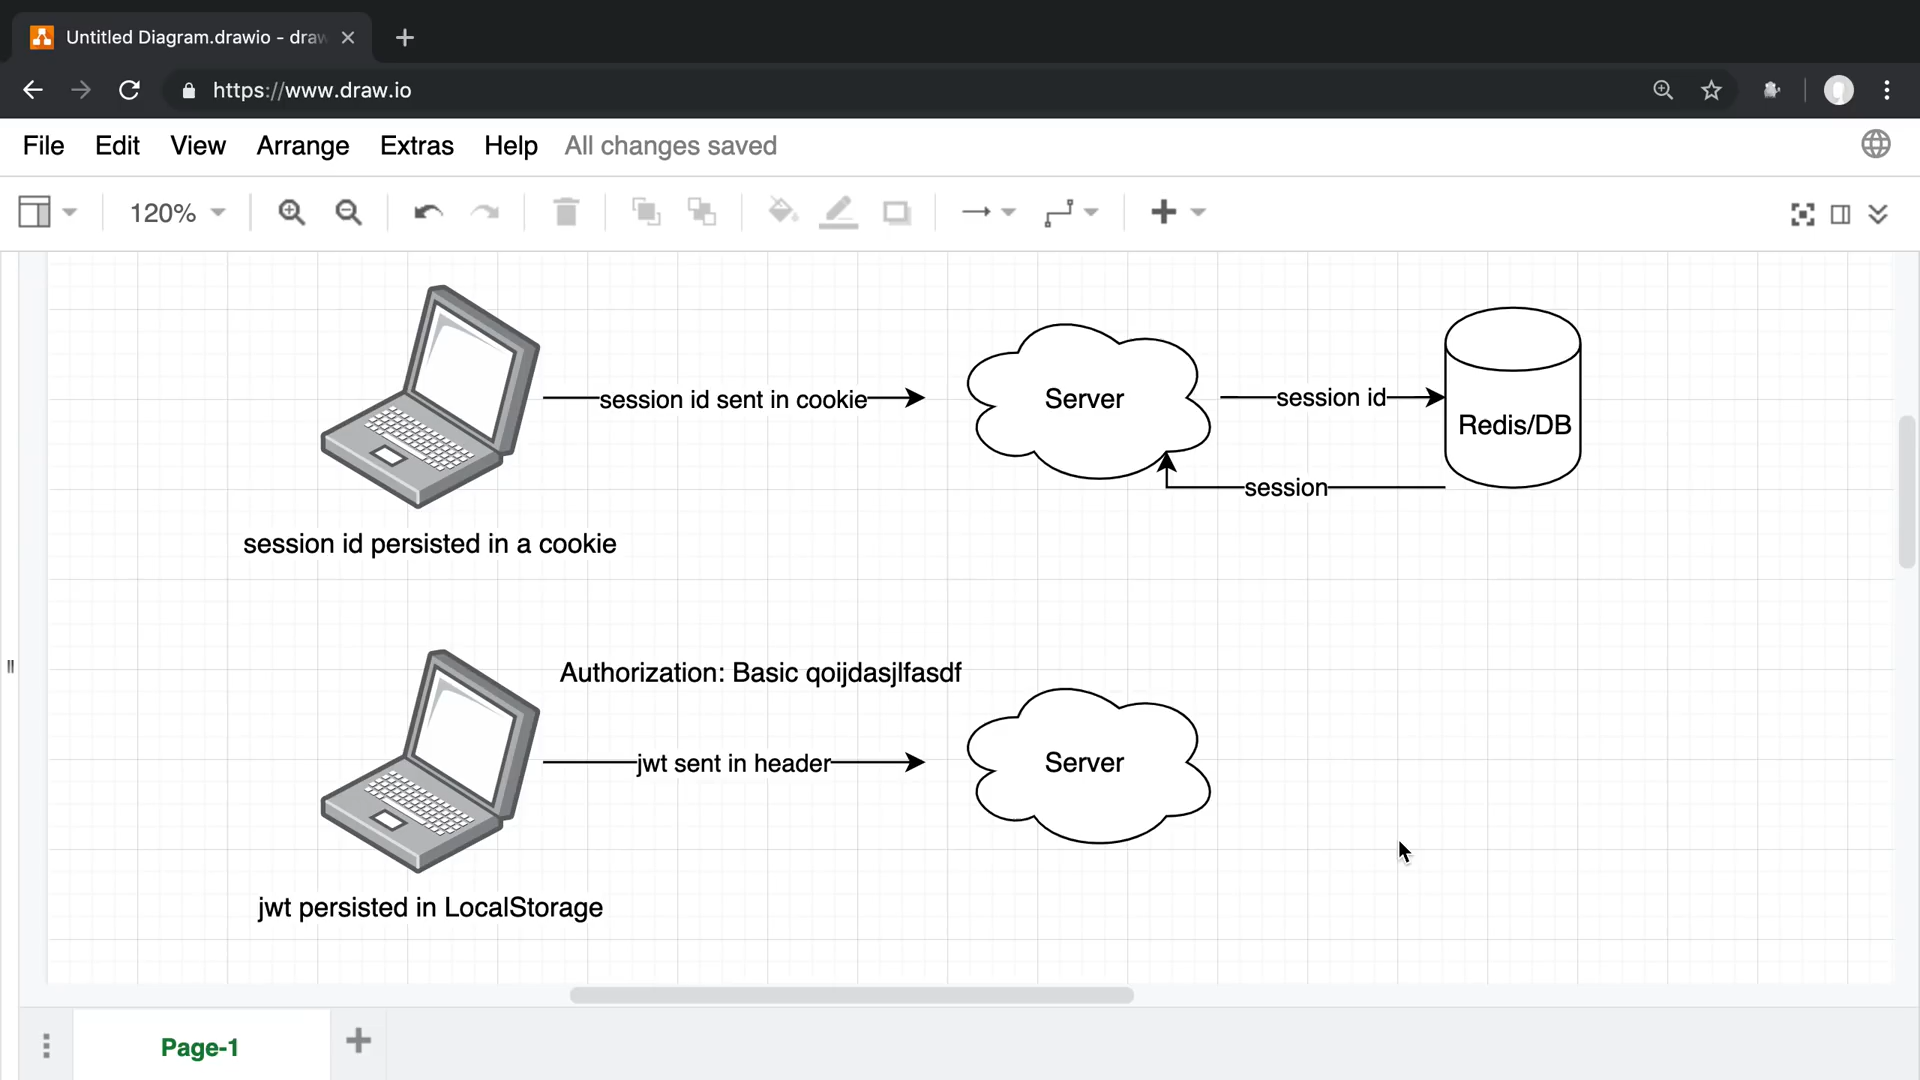 Untitled Diagram.drawio - draw
https://www.draw.io
File Edit View Arrange Extras Help All changes saved
120%
session id sent in cookie
Server
session id
Redis/DB
session
session id persisted in a cookie
Authorization: Basic qoijdasjlfasdf
jwt sent in header
Server
jwt persisted in LocalStorage
Page-1